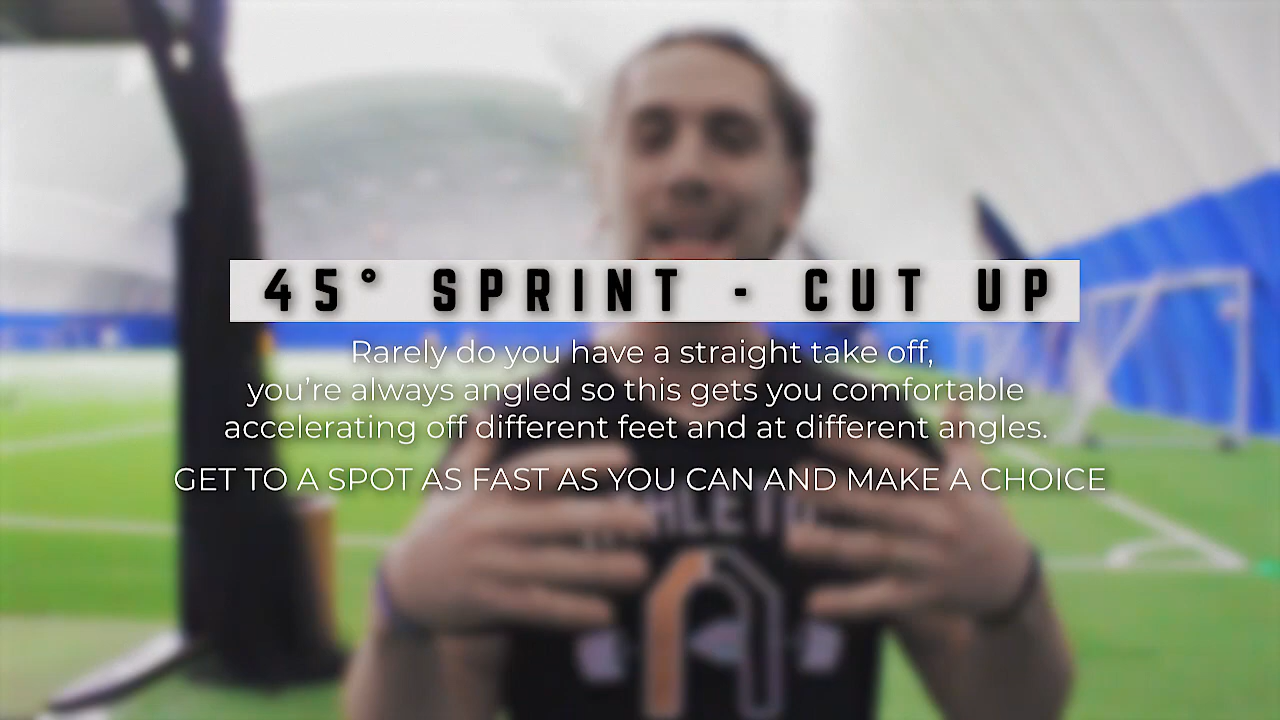 45° SPRINT - CUT UP
Rarely do you have a straight take off,
you’re always angled so this gets you comfortable
accelerating off different feet and at different angles.
GET TO A SPOT AS FAST AS YOU CAN AND MAKE A CHOICE